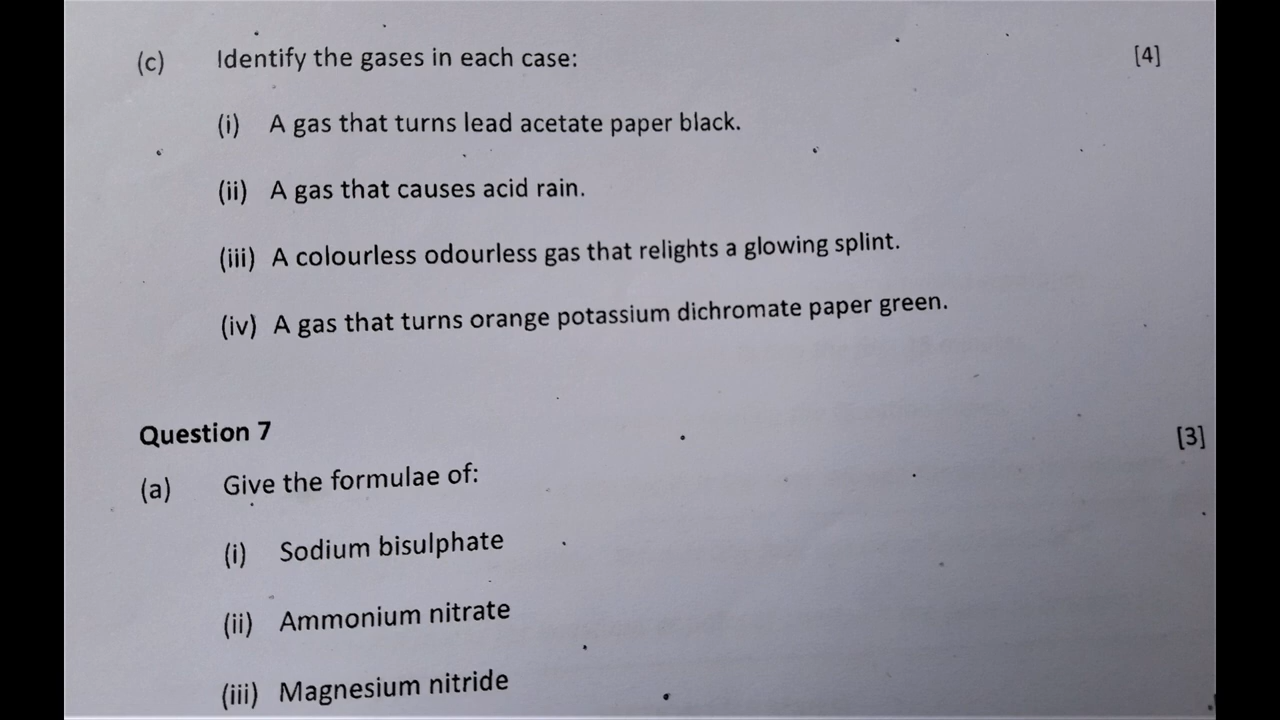 (c) Identify the gases in each case: [4]
(i) A gas that turns lead acetate paper black.
(ii) A gas that causes acid rain.
(iii) A colourless odourless gas that relights a glowing splint.
(iv) A gas that turns orange potassium dichromate paper green.
Question 7
(a) Give the formulae of: [3]
(i) Sodium bisulphate
(ii) Ammonium nitrate
(iii) Magnesium nitride